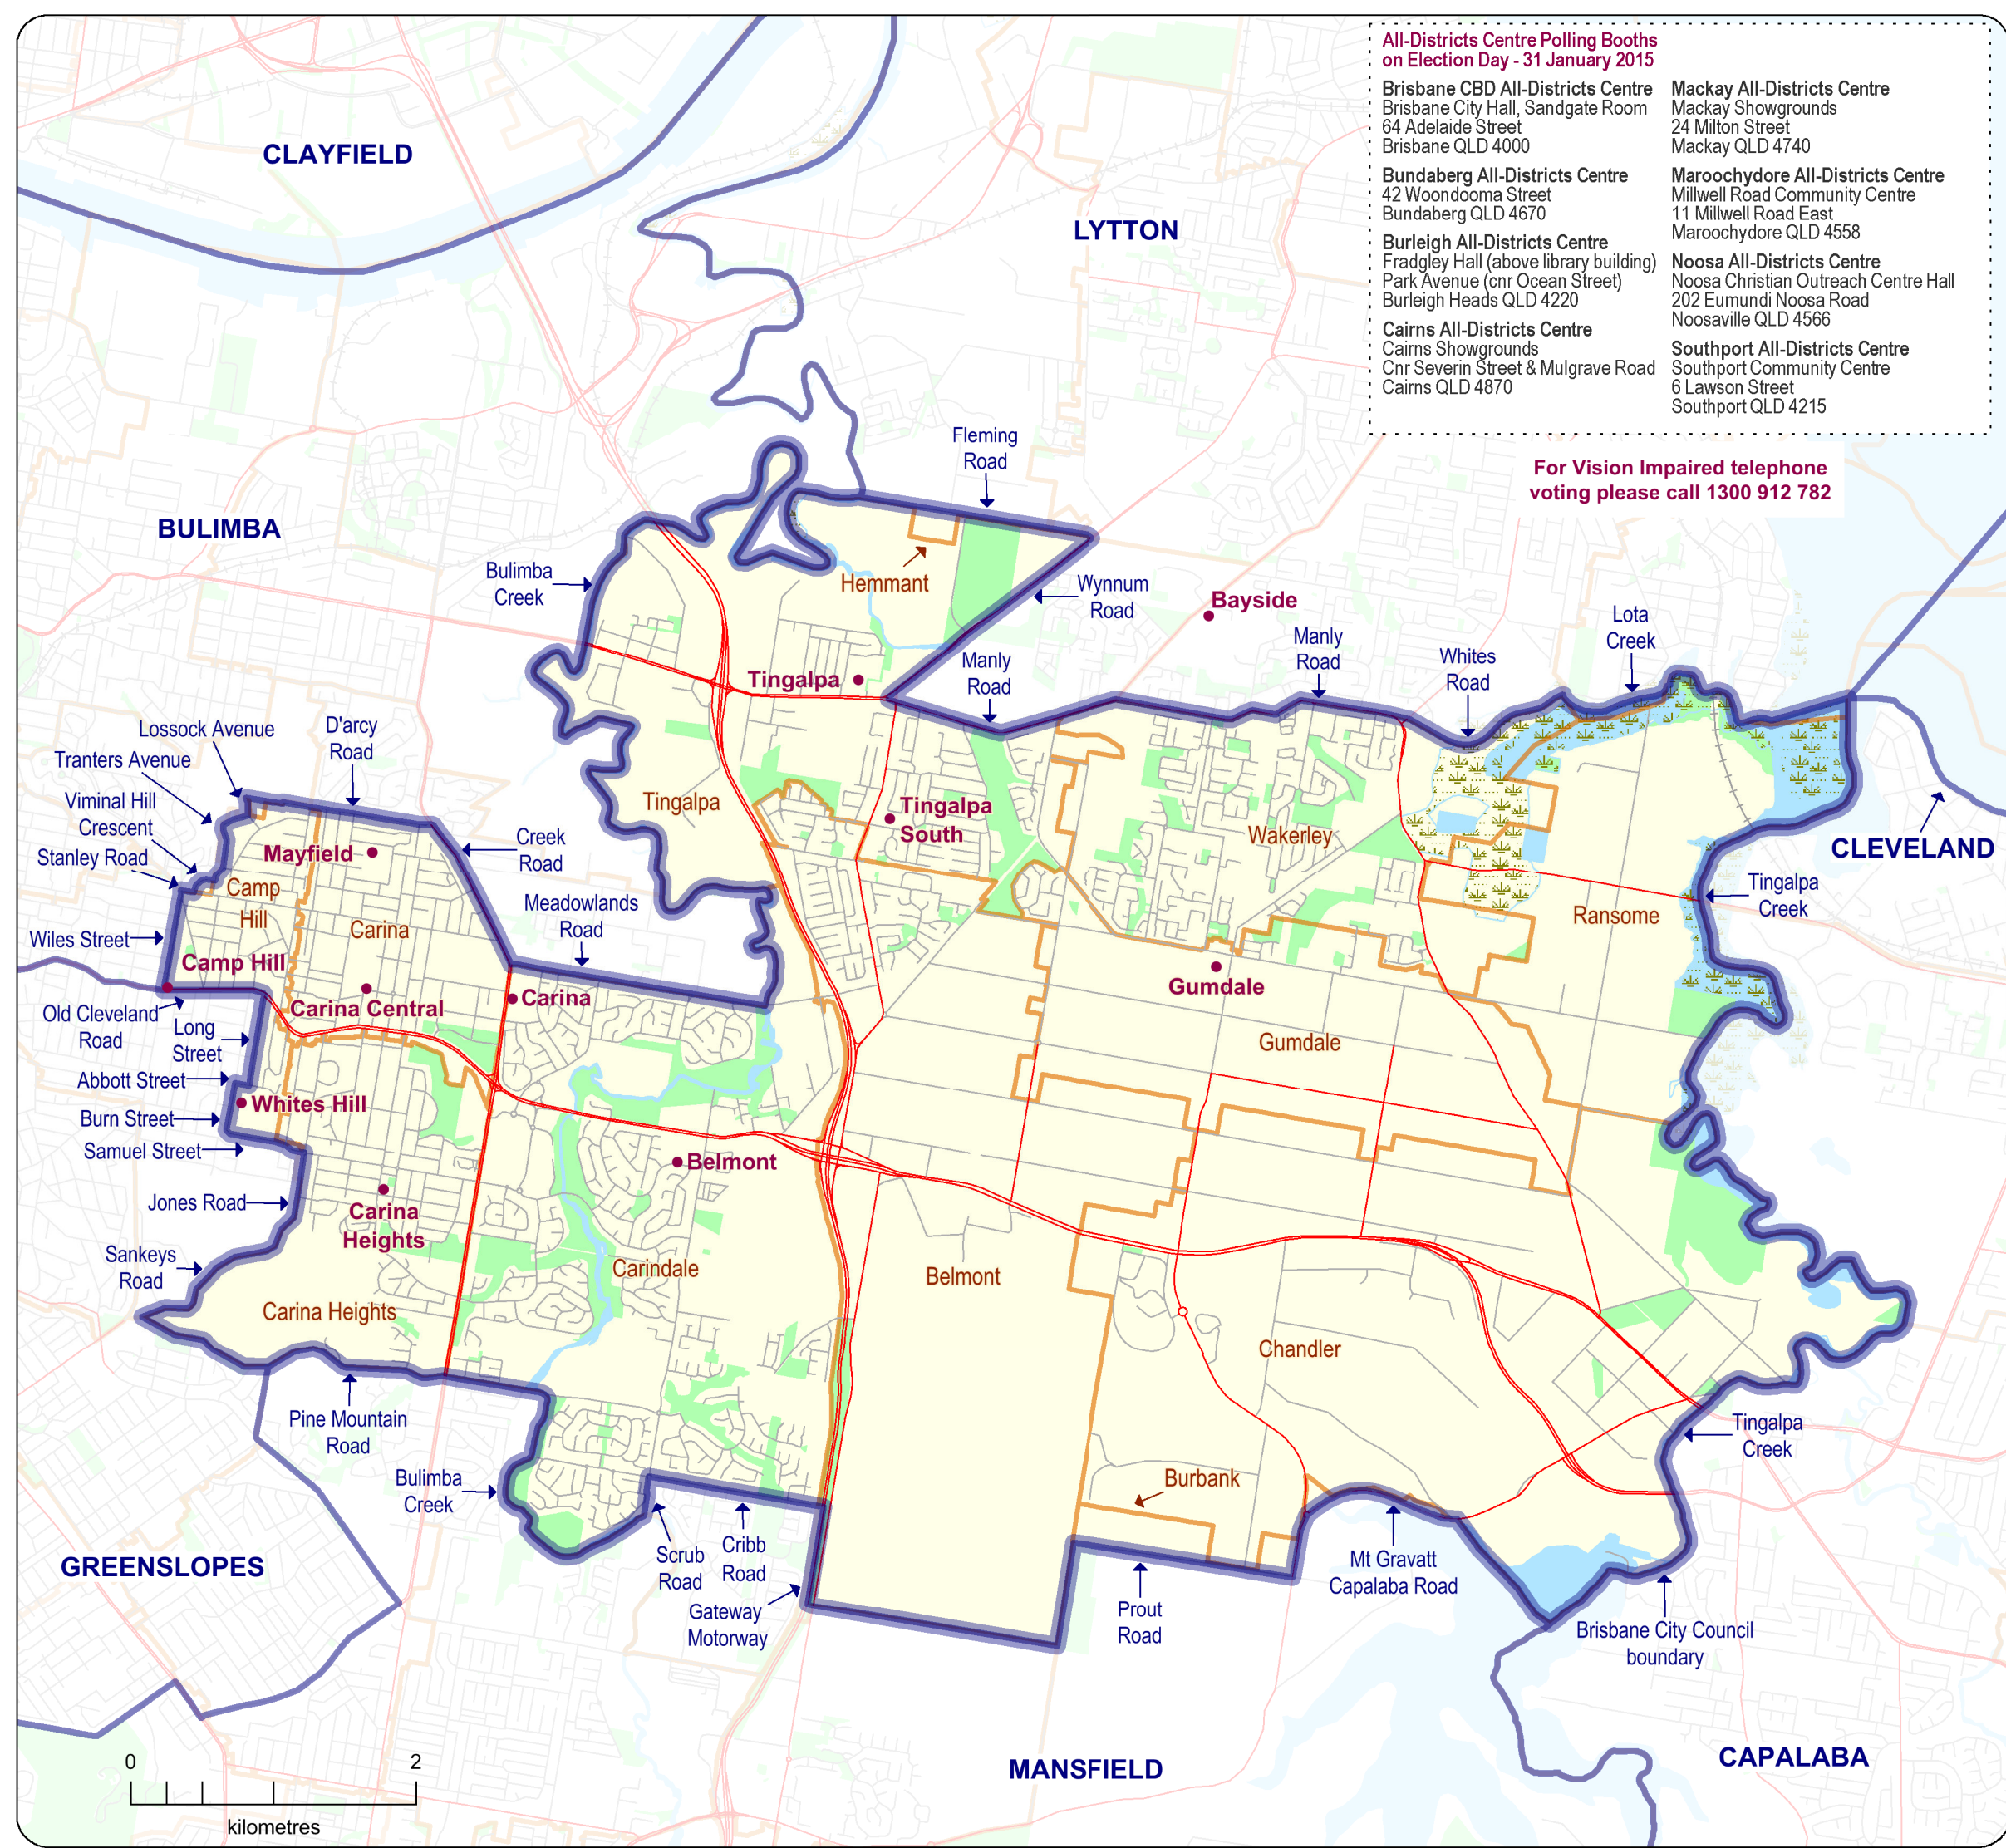 All-Districts Centre Polling Booths
on Election Day - 31 January 2015
Brisbane CBD All-Districts Centre
Brisbane City Hall, Sandgate Room
64 Adelaide Street
Brisbane QLD 4000
Bundaberg All-Districts Centre
42 Woondooma Street
Bundaberg QLD 4670
Burleigh All-Districts Centre
Fradgley Hall (above library building)
Park Avenue (cnr Ocean Street)
Burleigh Heads QLD 4220
Cairns All-Districts Centre
Cairns Showgrounds
Cnr Severin Street & Mulgrave Road
Cairns QLD 4870
Mackay All-Districts Centre
Mackay Showgrounds
24 Milton Street
Mackay QLD 4740
Maroochydore All-Districts Centre
Millwell Road Community Centre
11 Millwell Road East
Maroochydore QLD 4558
Noosa All-Districts Centre
Noosa Christian Outreach Centre Hall
202 Eumundi Noosa Road
Noosaville QLD 4566
Southport All-Districts Centre
Southport Community Centre
6 Lawson Street
Southport QLD 4215
For Vision Impaired telephone
voting please call 1300 912 782
CLAYFIELD
LYTTON
BULIMBA
Fleming
Road
Bulimba
Creek
Hemmant
Wynnum
Road
Bayside
Tingalpa
Manly
Road
Manly
Road
Whites
Road
Lota
Creek
Lossock Avenue
D'arcy
Road
Tranters Avenue
Viminal Hill
Crescent
Stanley Road
Mayfield
Creek
Road
Tingalpa
Tingalpa
South
Wakerley
CLEVELAND
Camp
Hill
Carina
Meadowlands
Road
Tingalpa
Creek
Ransome
Wiles Street
Camp Hill
Carina Central
Carina
Gumdale
Gumdale
Old Cleveland
Road
Long
Street
Abbott Street
Whites Hill
Burn Street
Samuel Street
Belmont
Jones Road
Carina
Heights
Sankeys
Road
Carina Heights
Carindale
Belmont
Chandler
Pine Mountain
Road
Bulimba
Creek
Burbank
Tingalpa
Creek
GREENSLOPES
Scrub
Road
Cribb
Road
Gateway
Motorway
Prout
Road
Mt Gravatt
Capalaba Road
Brisbane City Council
boundary
MANSFIELD
CAPALABA
0 2
kilometres